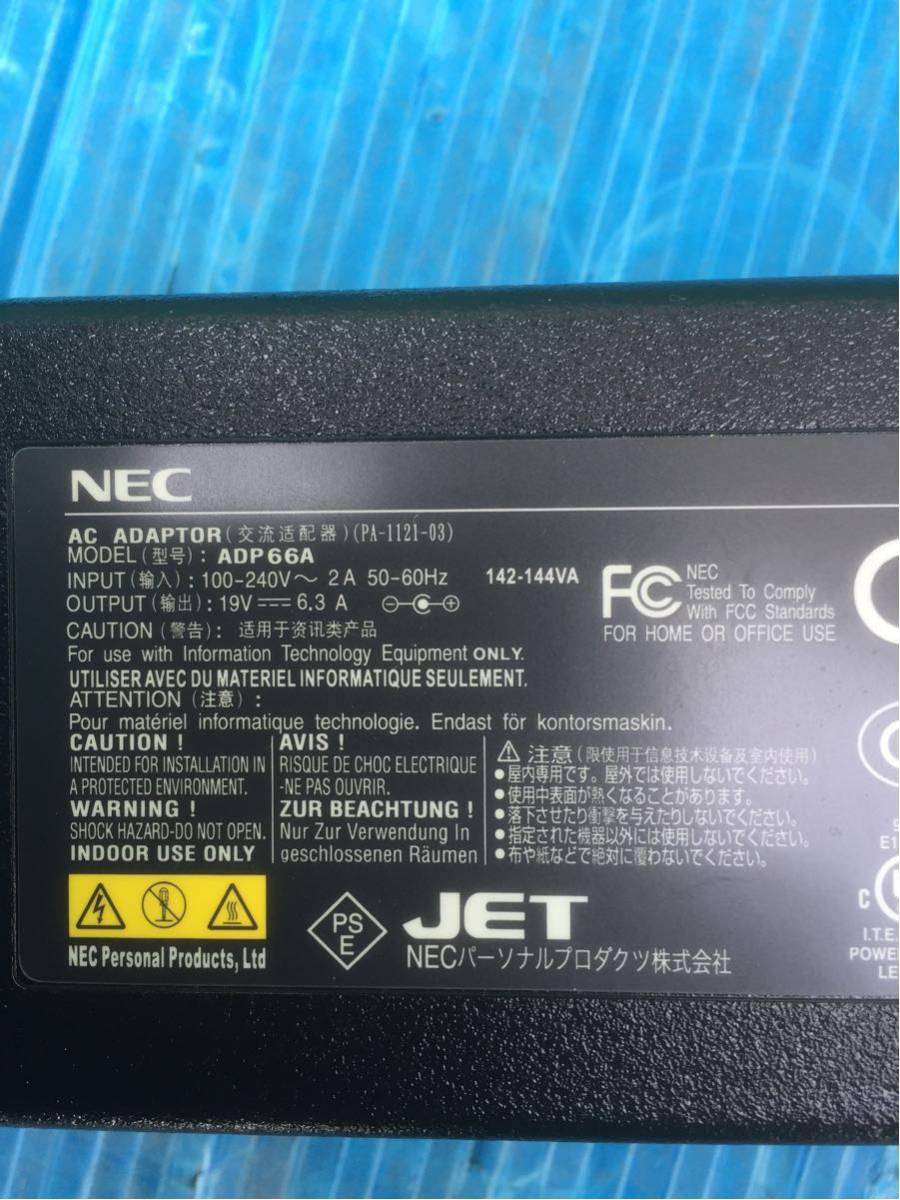 NEC
AC ADAPTOR(交流适配器)(PA-1121-03)
MODEL(型号): ADP66A
INPUT(输入): 100-240V～ 2A 50-60Hz 142-144VA
OUTPUT(输出): 19V⎓6.3A
CAUTION(警告): 适用于资讯类产品
For use with Information Technology Equipment ONLY.
UTILISER AVEC DU MATERIEL INFORMATIQUE SEULEMENT.
ATTENTION(注意):
Pour matériel informatique technologie. Endast för kontorsmaskin.
FC
NEC
Tested To Comply
With FCC Standards
FOR HOME OR OFFICE USE
CAUTION !
INTENDED FOR INSTALLATION IN
A PROTECTED ENVIRONMENT.
WARNING !
SHOCK HAZARD-DO NOT OPEN.
INDOOR USE ONLY
AVIS !
RISQUE DE CHOC ELECTRIQUE
-NE PAS OUVRIR.
ZUR BEACHTUNG !
Nur Zur Verwendung In
geschlossenen Räumen
⚠ 注意(限使用于信息技术设备及室内使用)
●屋内専用です。屋外では使用しないでください。
●使用中表面が熱くなることがあります。
●落下させたり衝撃を与えたりしないでください。
●指定された機器以外には使用しないでください。
●布や紙などで絶対に覆わないでください。
NEC Personal Products, Ltd
PS
E
JET
NECパーソナルプロダクツ株式会社
C
I.T.E.